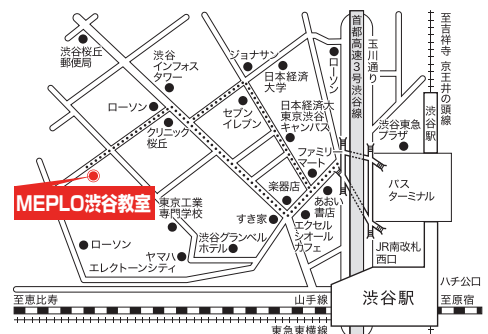 渋谷桜丘
郵便局
渋谷
インフォス
タワー
ジョナサン
日本経済
大学
ローソン
首都高速3号渋谷線
玉川通り
至吉祥寺 京王井の頭線
渋谷駅
ローソン
クリニック
桜丘
セブン
イレブン
日本経済大
東京渋谷
キャンパス
渋谷東急
プラザ
ファミリー
マート
バス
ターミナル
MEPLO渋谷教室
東京工業
専門学校
楽器店
あおい
書店
すき家
エクセル
シオール
カフェ
渋谷グランベル
ホテル
ローソン
ヤマハ
エレクトーンシティ
JR南改札
西口
渋谷駅
ハチ公口
至恵比寿
山手線
至原宿
東急東横線